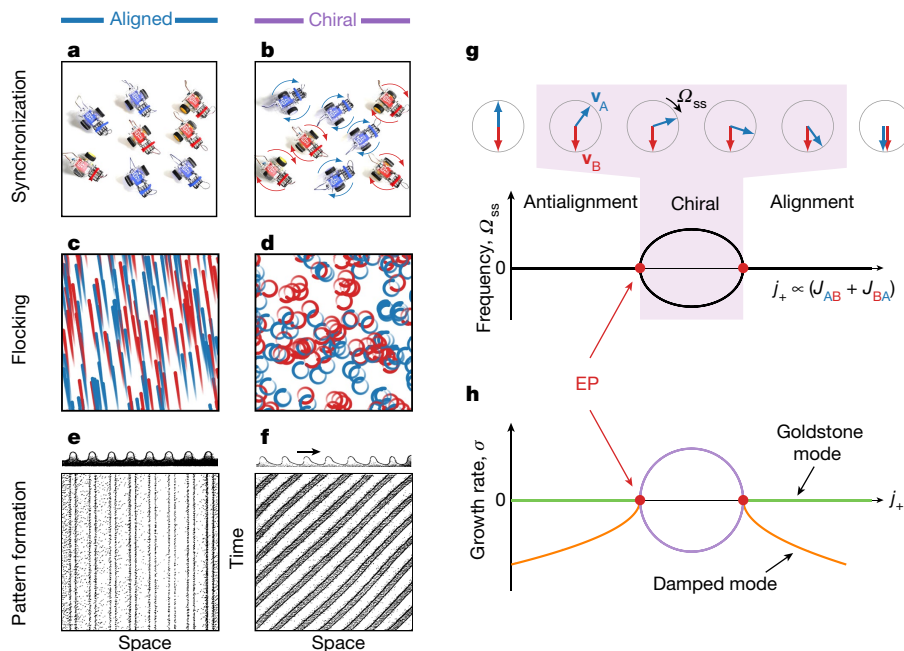 Aligned
Chiral
Synchronization
a
b
Flocking
c
d
Pattern formation
e
f
Time
Space
Space
g
v_A
Ω_ss
v_B
Antialignment
Chiral
Alignment
Frequency, Ω_ss
0
j_+ ∝ (J_AB + J_BA)
EP
h
Goldstone
mode
Growth rate, σ
0
j_+
Damped mode